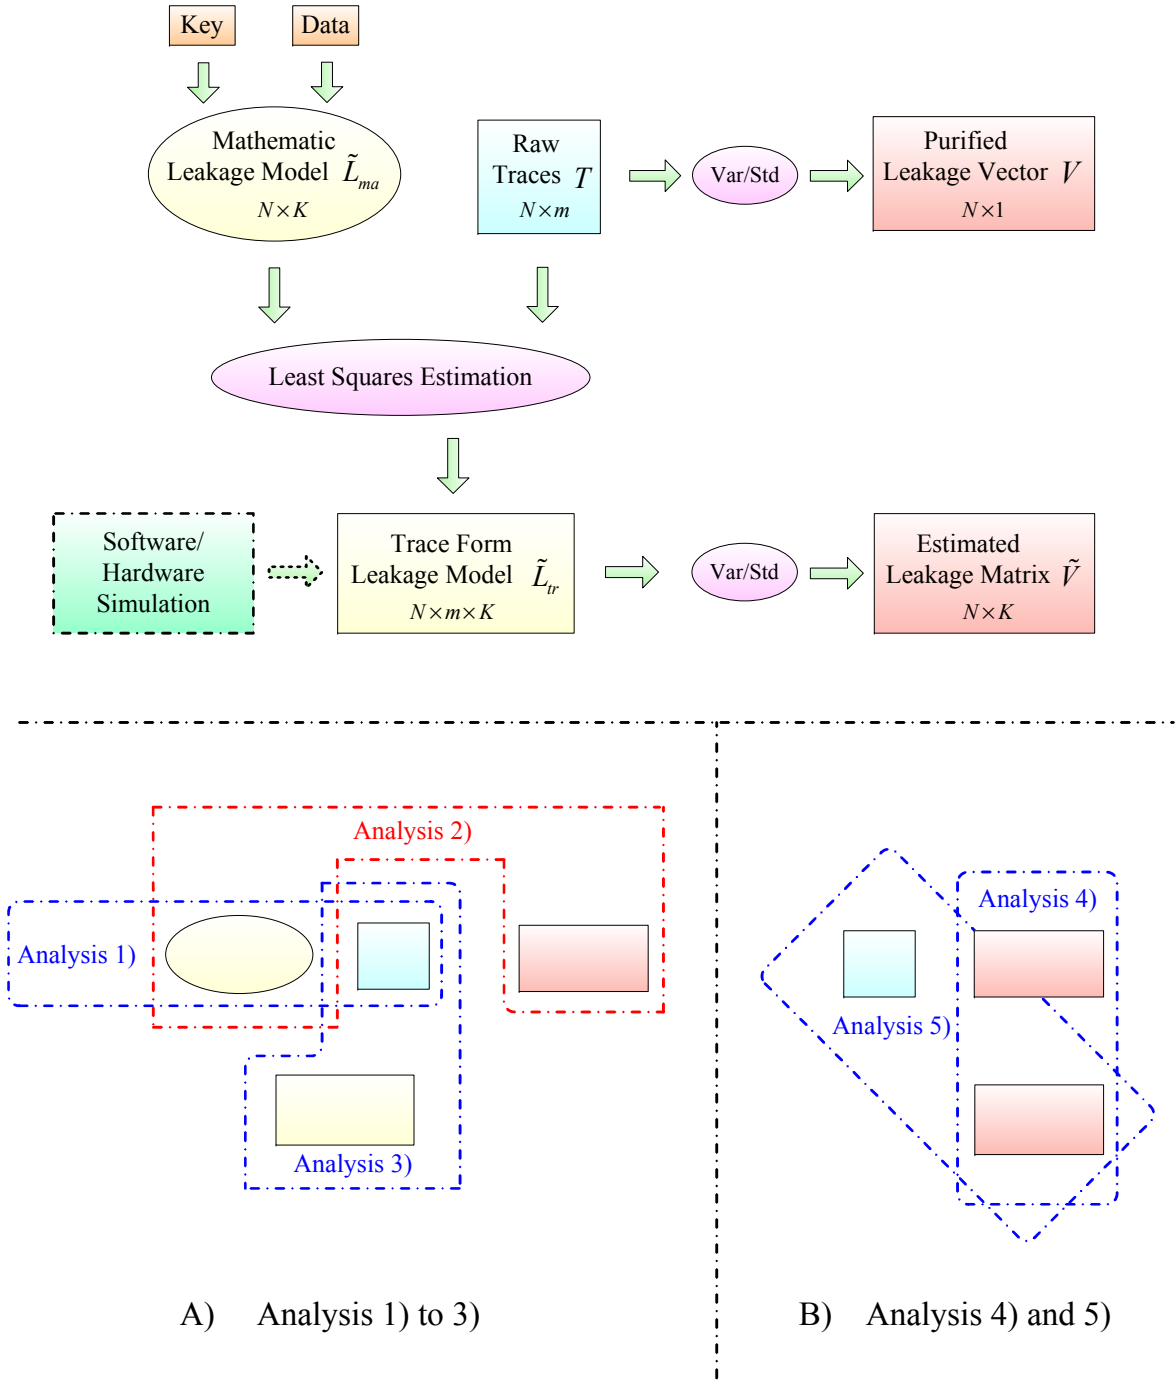 Key
Data
Mathematic
Leakage Model L̃ma
N×K
Raw
Traces T
N×m
Var/Std
Purified
Leakage Vector V
N×1
Least Squares Estimation
Software/
Hardware
Simulation
Trace Form
Leakage Model L̃tr
N×m×K
Var/Std
Estimated
Leakage Matrix Ṽ
N×K
Analysis 2)
Analysis 1)
Analysis 3)
Analysis 4)
Analysis 5)
A) Analysis 1) to 3)
B) Analysis 4) and 5)